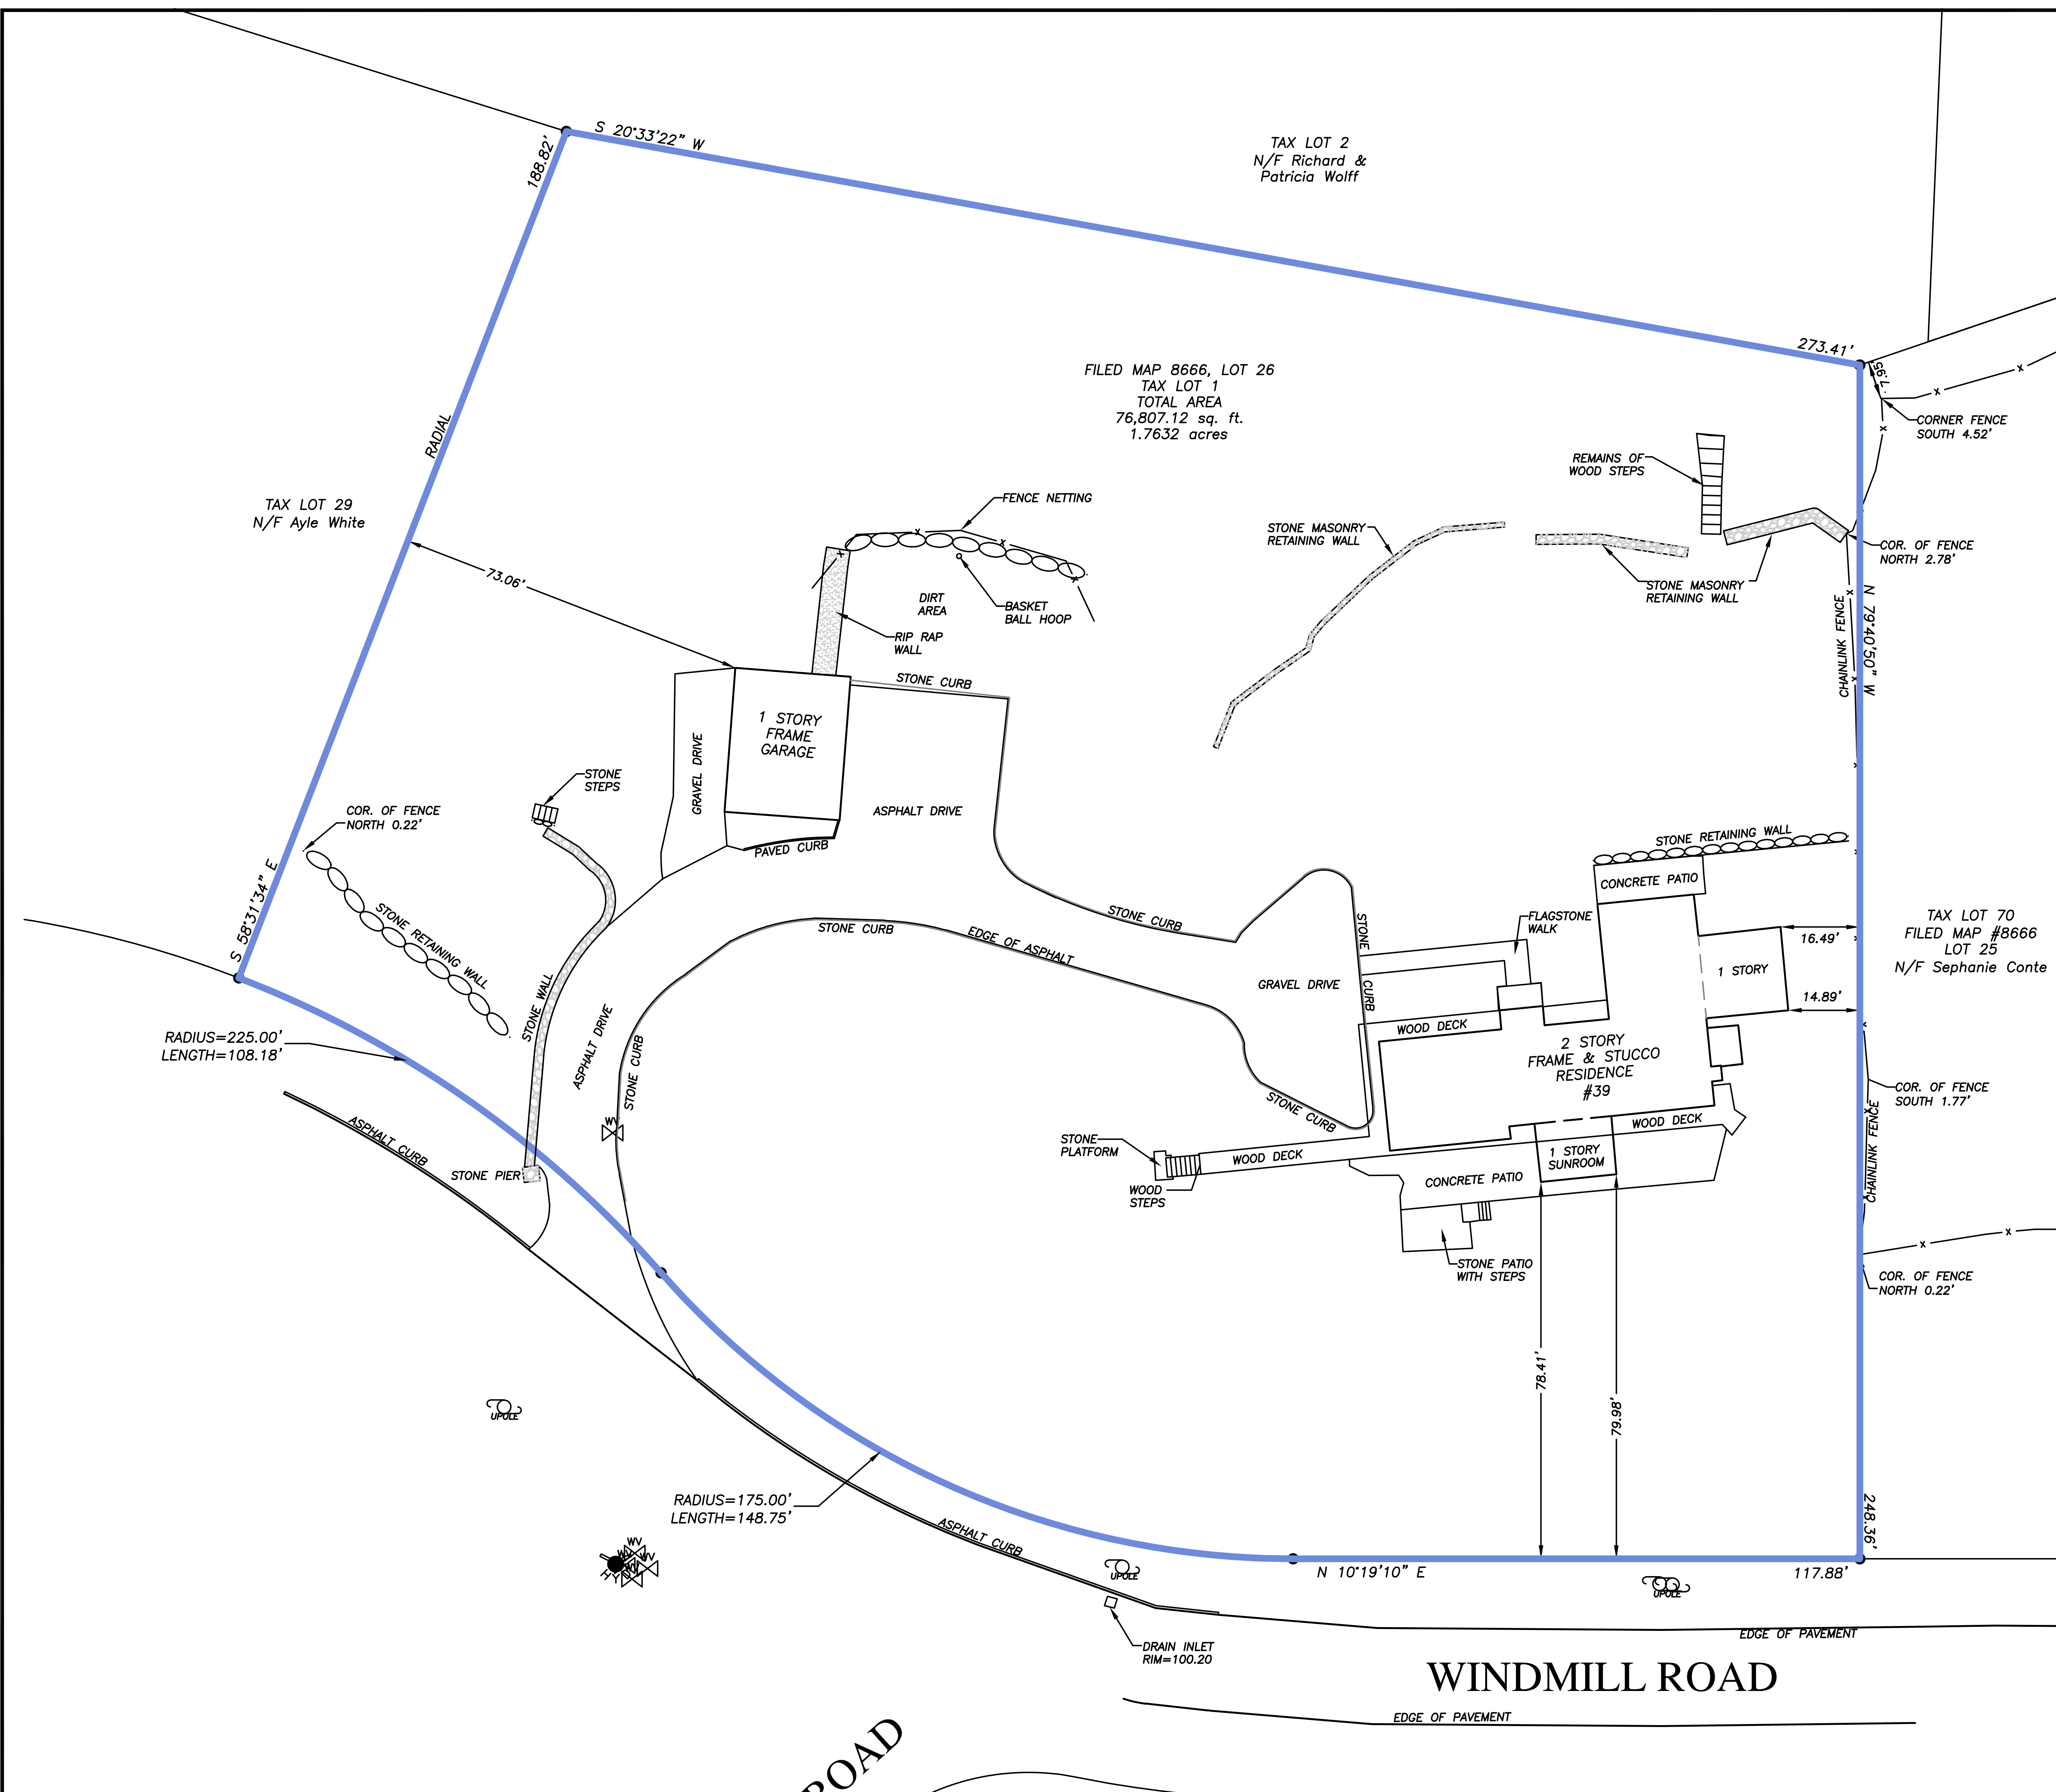 S 20°33'22" W
188.82'
TAX LOT 2
N/F Richard &
Patricia Wolff
273.41'
7.95'
CORNER FENCE
SOUTH 4.52'
FILED MAP 8666, LOT 26
TAX LOT 1
TOTAL AREA
76,807.12 sq. ft.
1.7632 acres
RADIAL
REMAINS OF
WOOD STEPS
TAX LOT 29
N/F Ayle White
FENCE NETTING
STONE MASONRY
RETAINING WALL
COR. OF FENCE
NORTH 2.78'
73.06'
DIRT
AREA
BASKET
BALL HOOP
STONE MASONRY
RETAINING WALL
CHAINLINK FENCE
N 79°40'50" W
RIP RAP
WALL
STONE CURB
1 STORY
FRAME
GARAGE
GRAVEL DRIVE
STONE
STEPS
COR. OF FENCE
NORTH 0.22'
ASPHALT DRIVE
PAVED CURB
STONE RETAINING WALL
CONCRETE PATIO
S 58°31'34" E
STONE RETAINING WALL
STONE CURB
EDGE OF ASPHALT
STONE CURB
STONE CURB
FLAGSTONE
WALK
16.49'
TAX LOT 70
FILED MAP #8666
LOT 25
N/F Sephanie Conte
1 STORY
GRAVEL DRIVE
14.89'
STONE WALL
ASPHALT DRIVE
STONE CURB
WOOD DECK
2 STORY
FRAME & STUCCO
RESIDENCE
#39
RADIUS=225.00'
LENGTH=108.18'
COR. OF FENCE
SOUTH 1.77'
ASPHALT CURB
WV
STONE CURB
WOOD DECK
CHAINLINK FENCE
STONE
PLATFORM
WOOD DECK
1 STORY
SUNROOM
STONE PIER
CONCRETE PATIO
WOOD
STEPS
STONE PATIO
WITH STEPS
COR. OF FENCE
NORTH 0.22'
78.41'
79.98'
UPOLE
RADIUS=175.00'
LENGTH=148.75'
248.36'
ASPHALT CURB
WV
WV
WV
WV
HYD
UPOLE
N 10°19'10" E
117.88'
UPOLE
DRAIN INLET
RIM=100.20
EDGE OF PAVEMENT
WINDMILL ROAD
EDGE OF PAVEMENT
ROAD